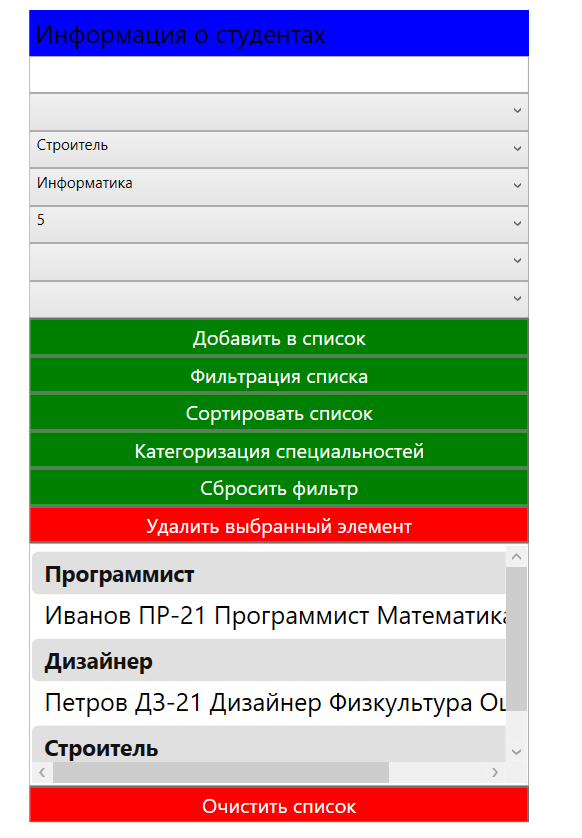 Информация о студентах
Строитель
Информатика
5
Добавить в список
Фильтрация списка
Сортировать список
Категоризация специальностей
Сбросить фильтр
Удалить выбранный элемент
Программист
Иванов ПР-21 Программист Математика
Дизайнер
Петров ДЗ-21 Дизайнер Физкультура
Строитель
Очистить список